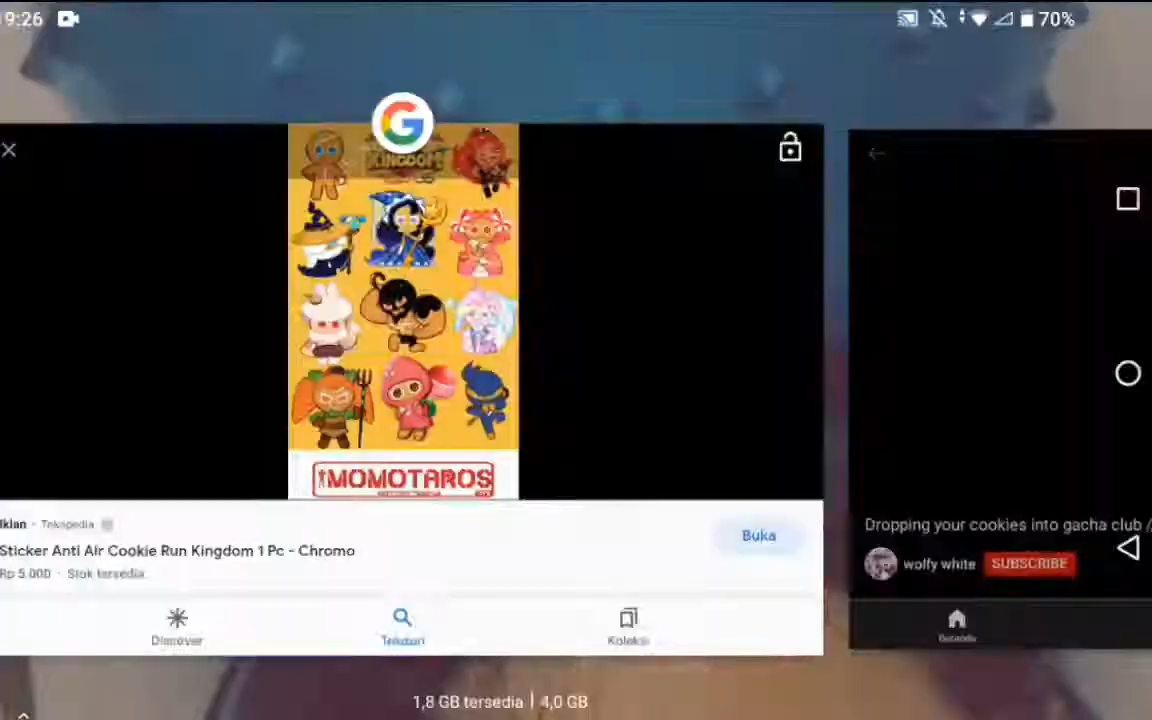 9:26
70%
G
KINGDOM
MOMOTAROS
Iklan · Tokopedia
Sticker Anti Air Cookie Run Kingdom 1 Pc - Chromo
Rp 5.000 · Stok tersedia
Buka
Discover
Telusuri
Koleksi
Dropping your cookies into gacha club /
wolfy white
SUBSCRIBE
Beranda
1,8 GB tersedia | 4,0 GB